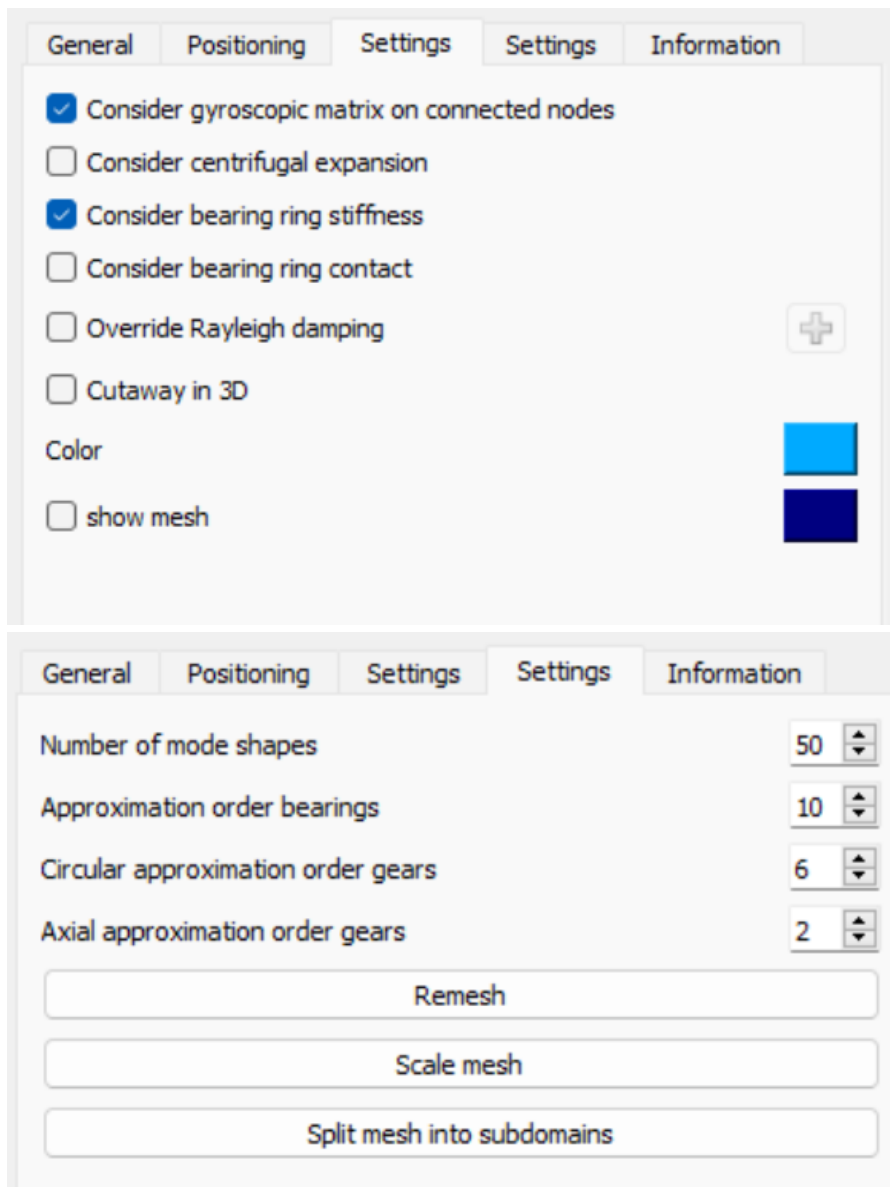 General Positioning Settings Settings Information
Consider gyroscopic matrix on connected nodes
Consider centrifugal expansion
Consider bearing ring stiffness
Consider bearing ring contact
Override Rayleigh damping
Cutaway in 3D
Color
show mesh
General Positioning Settings Settings Information
Number of mode shapes 50
Approximation order bearings 10
Circular approximation order gears 6
Axial approximation order gears 2
Remesh
Scale mesh
Split mesh into subdomains